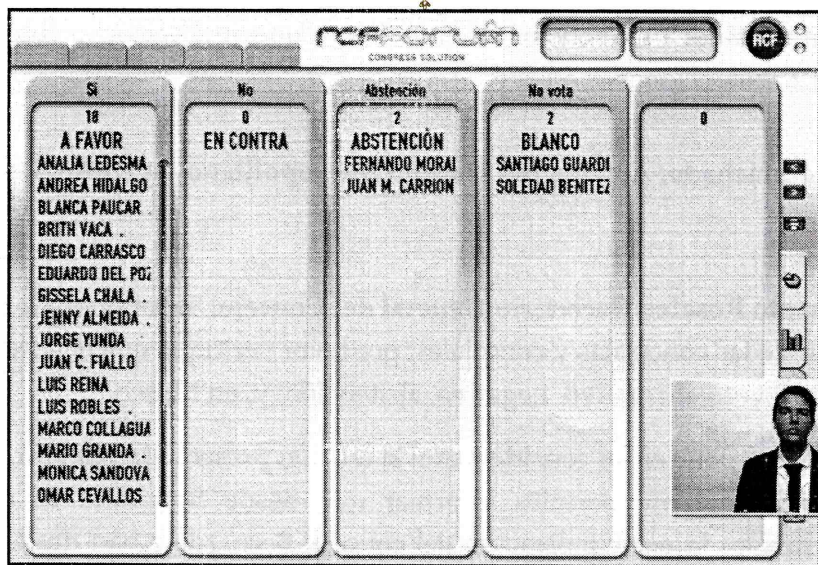 rcfforum
CONGRESS SOLUTION
RCF
Si
18
A FAVOR
ANALIA LEDESMA
ANDREA HIDALGO
BLANCA PAUCAR .
BRITH VACA .
DIEGO CARRASCO
EDUARDO DEL POZ
GISSELA CHALA .
JENNY ALMEIDA .
JORGE YUNDA
JUAN C. FIALLO
LUIS REINA
LUIS ROBLES .
MARCO COLLAGUA
MARIO GRANDA .
MONICA SANDOVA
OMAR CEVALLOS
No
0
EN CONTRA
Abstención
2
ABSTENCIÓN
FERNANDO MORAI
JUAN M. CARRION
No vota
2
BLANCO
SANTIAGO GUARDI
SOLEDAD BENITEZ
0